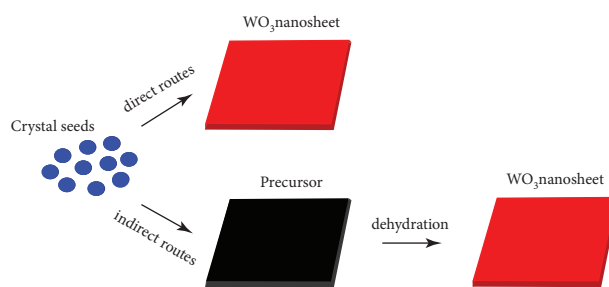 WO₃nanosheet
direct routes
Crystal seeds
Precursor
WO₃nanosheet
dehydration
indirect routes